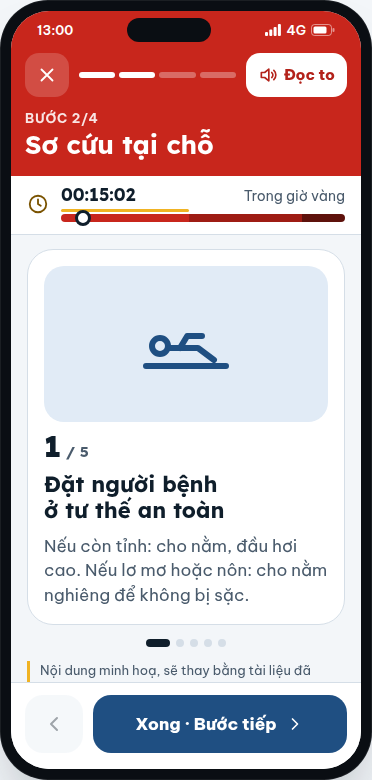 13:00
4G
Đọc to
BƯỚC 2/4
Sơ cứu tại chỗ
00:15:02
Trong giờ vàng
1 / 5
Đặt người bệnh
ở tư thế an toàn
Nếu còn tỉnh: cho nằm, đầu hơi
cao. Nếu lơ mơ hoặc nôn: cho nằm
nghiêng để không bị sặc.
Nội dung minh hoạ, sẽ thay bằng tài liệu đã
Xong · Bước tiếp